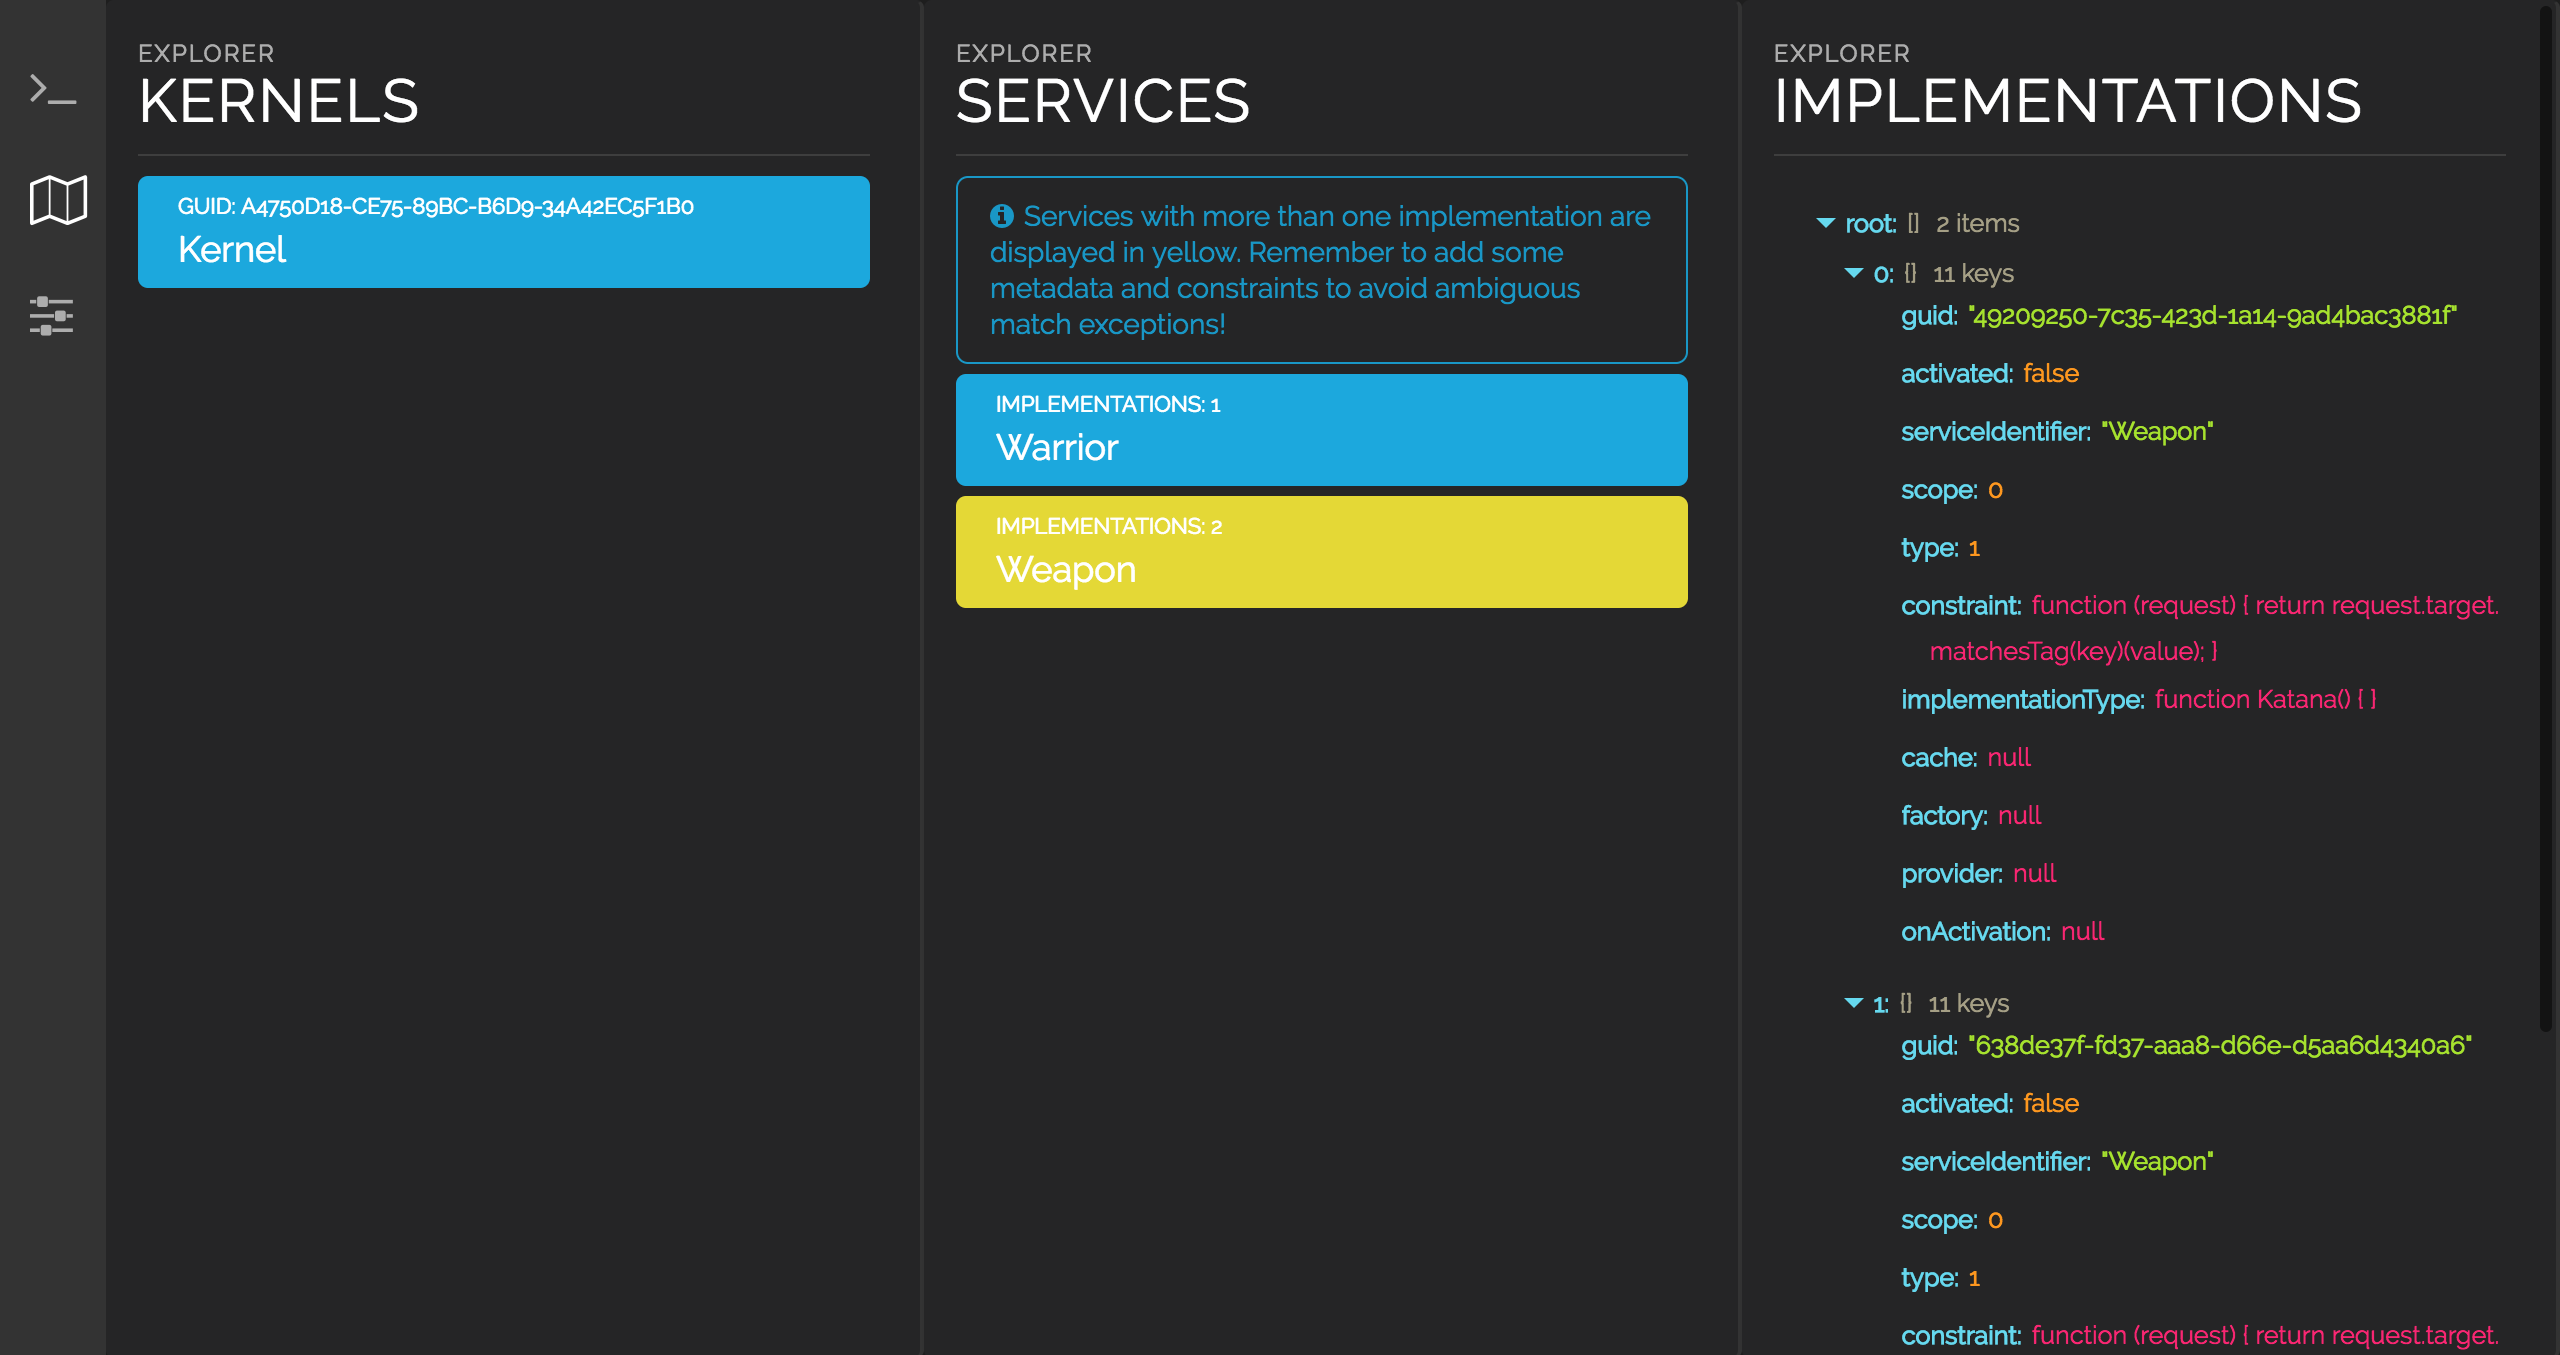 EXPLORER
KERNELS
GUID: A4750D18-CE75-89BC-B6D9-34A42EC5F1B0
Kernel
EXPLORER
SERVICES
Services with more than one implementation are
displayed in yellow. Remember to add some
metadata and constraints to avoid ambiguous
match exceptions!
IMPLEMENTATIONS: 1
Warrior
IMPLEMENTATIONS: 2
Weapon
EXPLORER
IMPLEMENTATIONS
root: [] 2 items
0: {} 11 keys
guid: "49209250-7c35-423d-1a14-9ad4bac3881f"
activated: false
serviceIdentifier: "Weapon"
scope: 0
type: 1
constraint: function (request) { return request.target.
matchesTag(key)(value); }
implementationType: function Katana() { }
cache: null
factory: null
provider: null
onActivation: null
1: {} 11 keys
guid: "638de37f-fd37-aaa8-d66e-d5aa6d4340a6"
activated: false
serviceIdentifier: "Weapon"
scope: 0
type: 1
constraint: function (request) { return request.target.